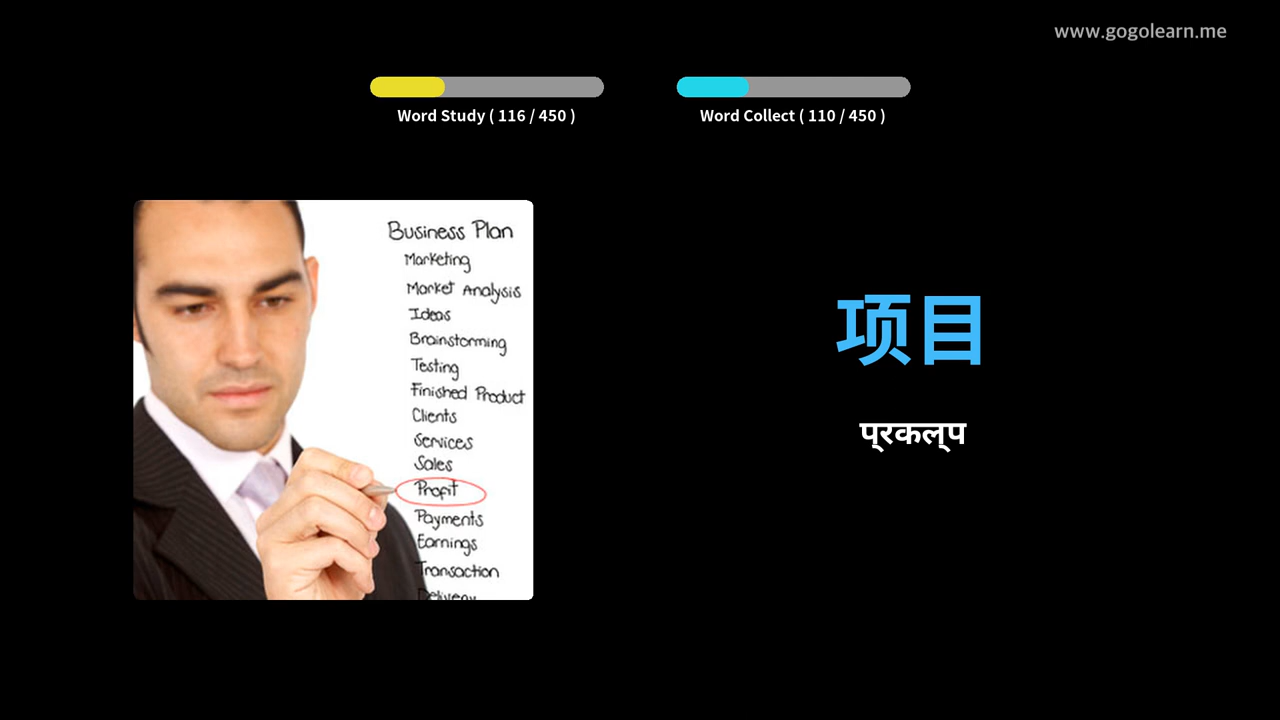 www.gogolearn.me
Word Study ( 116 / 450 )
Word Collect ( 110 / 450 )
Business Plan
Marketing
Market Analysis
Ideas
Brainstorming
Testing
Finished Product
Clients
Services
Sales
Profit
Payments
Earnings
Transaction
Delivery
项目
प्रकल्प